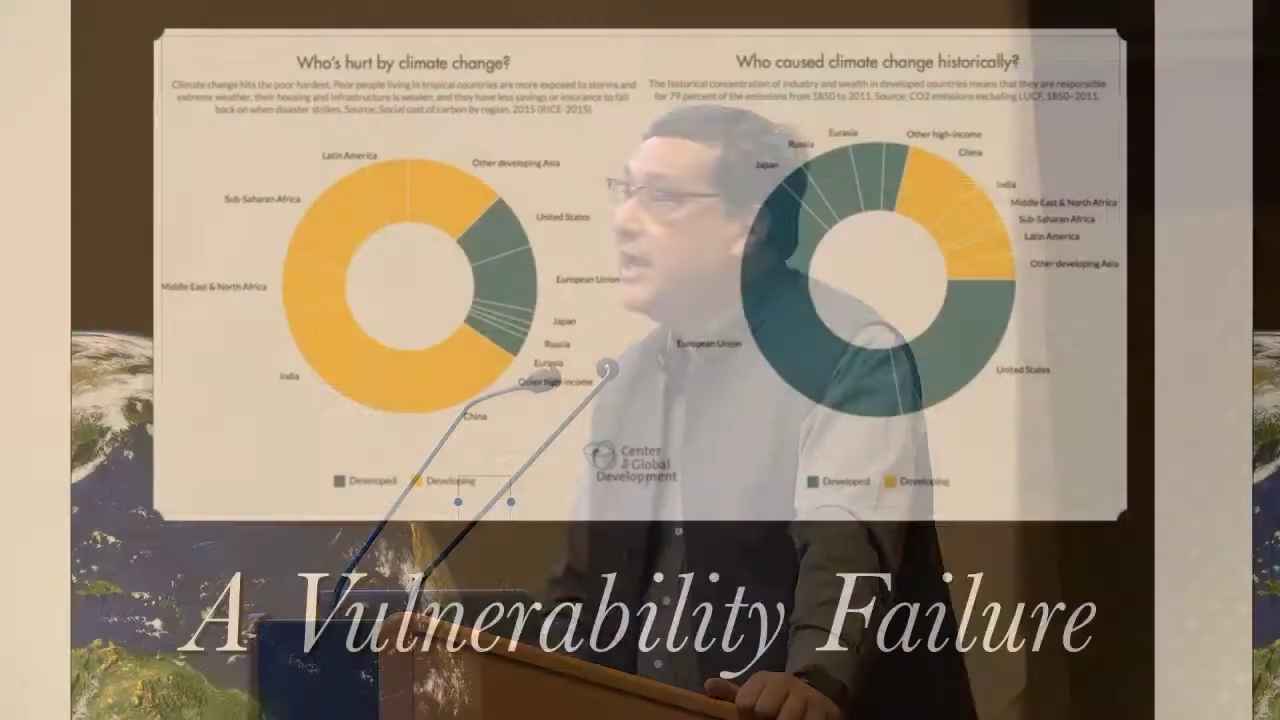 Who's hurt by climate change?
Climate change hits the poor hardest. Poor people living in tropical countries are more exposed to storms and
extreme weather, their housing and infrastructure is weaker, and they have less savings or insurance to fall
back on when disaster strikes. Source: Social cost of carbon by region, 2015 (RICE-2015)
Latin America
Other developing Asia
Sub-Saharan Africa
United States
Middle East & North Africa
European Union
Japan
Russia
Eurasia
India
Other high-income
China
Developed
Developing
Who caused climate change historically?
The historical concentration of industry and wealth in developed countries means that they are responsible
for 79 percent of the emissions from 1850 to 2011. Source: CO2 emissions excluding LUCF, 1850–2011.
Eurasia
Other high-income
Russia
China
Japan
India
Middle East & North Africa
Sub-Saharan Africa
Latin America
Other developing Asia
European Union
United States
Center
for Global
Development
Developed
Developing
A Vulnerability Failure